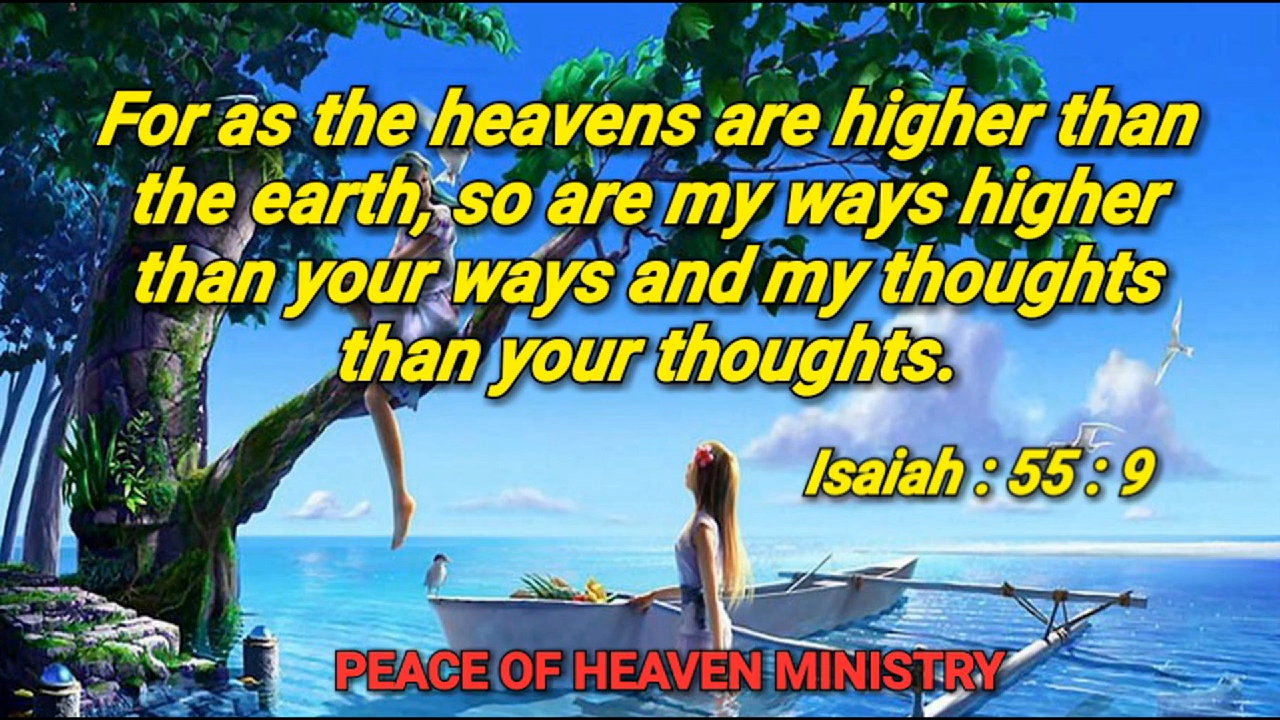 For as the heavens are higher than
the earth, so are my ways higher
than your ways and my thoughts
than your thoughts.
Isaiah : 55 : 9
PEACE OF HEAVEN MINISTRY